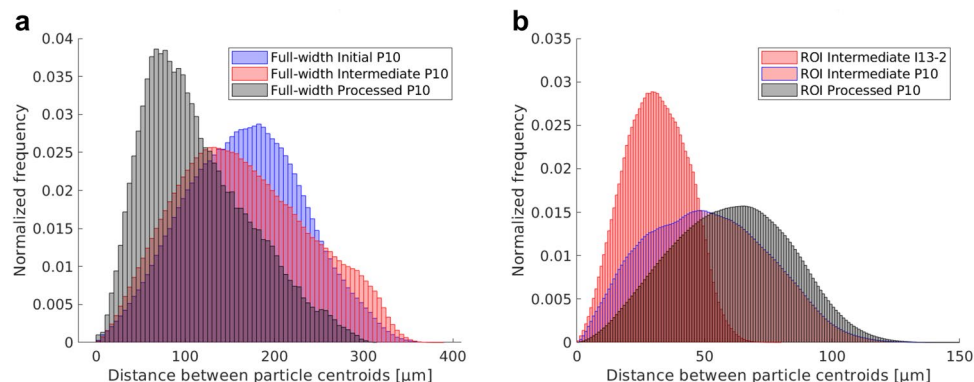 a
0.04
0.035
0.03
0.025
0.02
0.015
0.01
0.005
0
Normalized frequency
Full-width Initial P10
Full-width Intermediate P10
Full-width Processed P10
0 100 200 300 400
Distance between particle centroids [µm]
b
0.035
0.03
0.025
0.02
0.015
0.01
0.005
0
Normalized frequency
ROI Intermediate I13-2
ROI Intermediate P10
ROI Processed P10
0 50 100 150
Distance between particle centroids [µm]